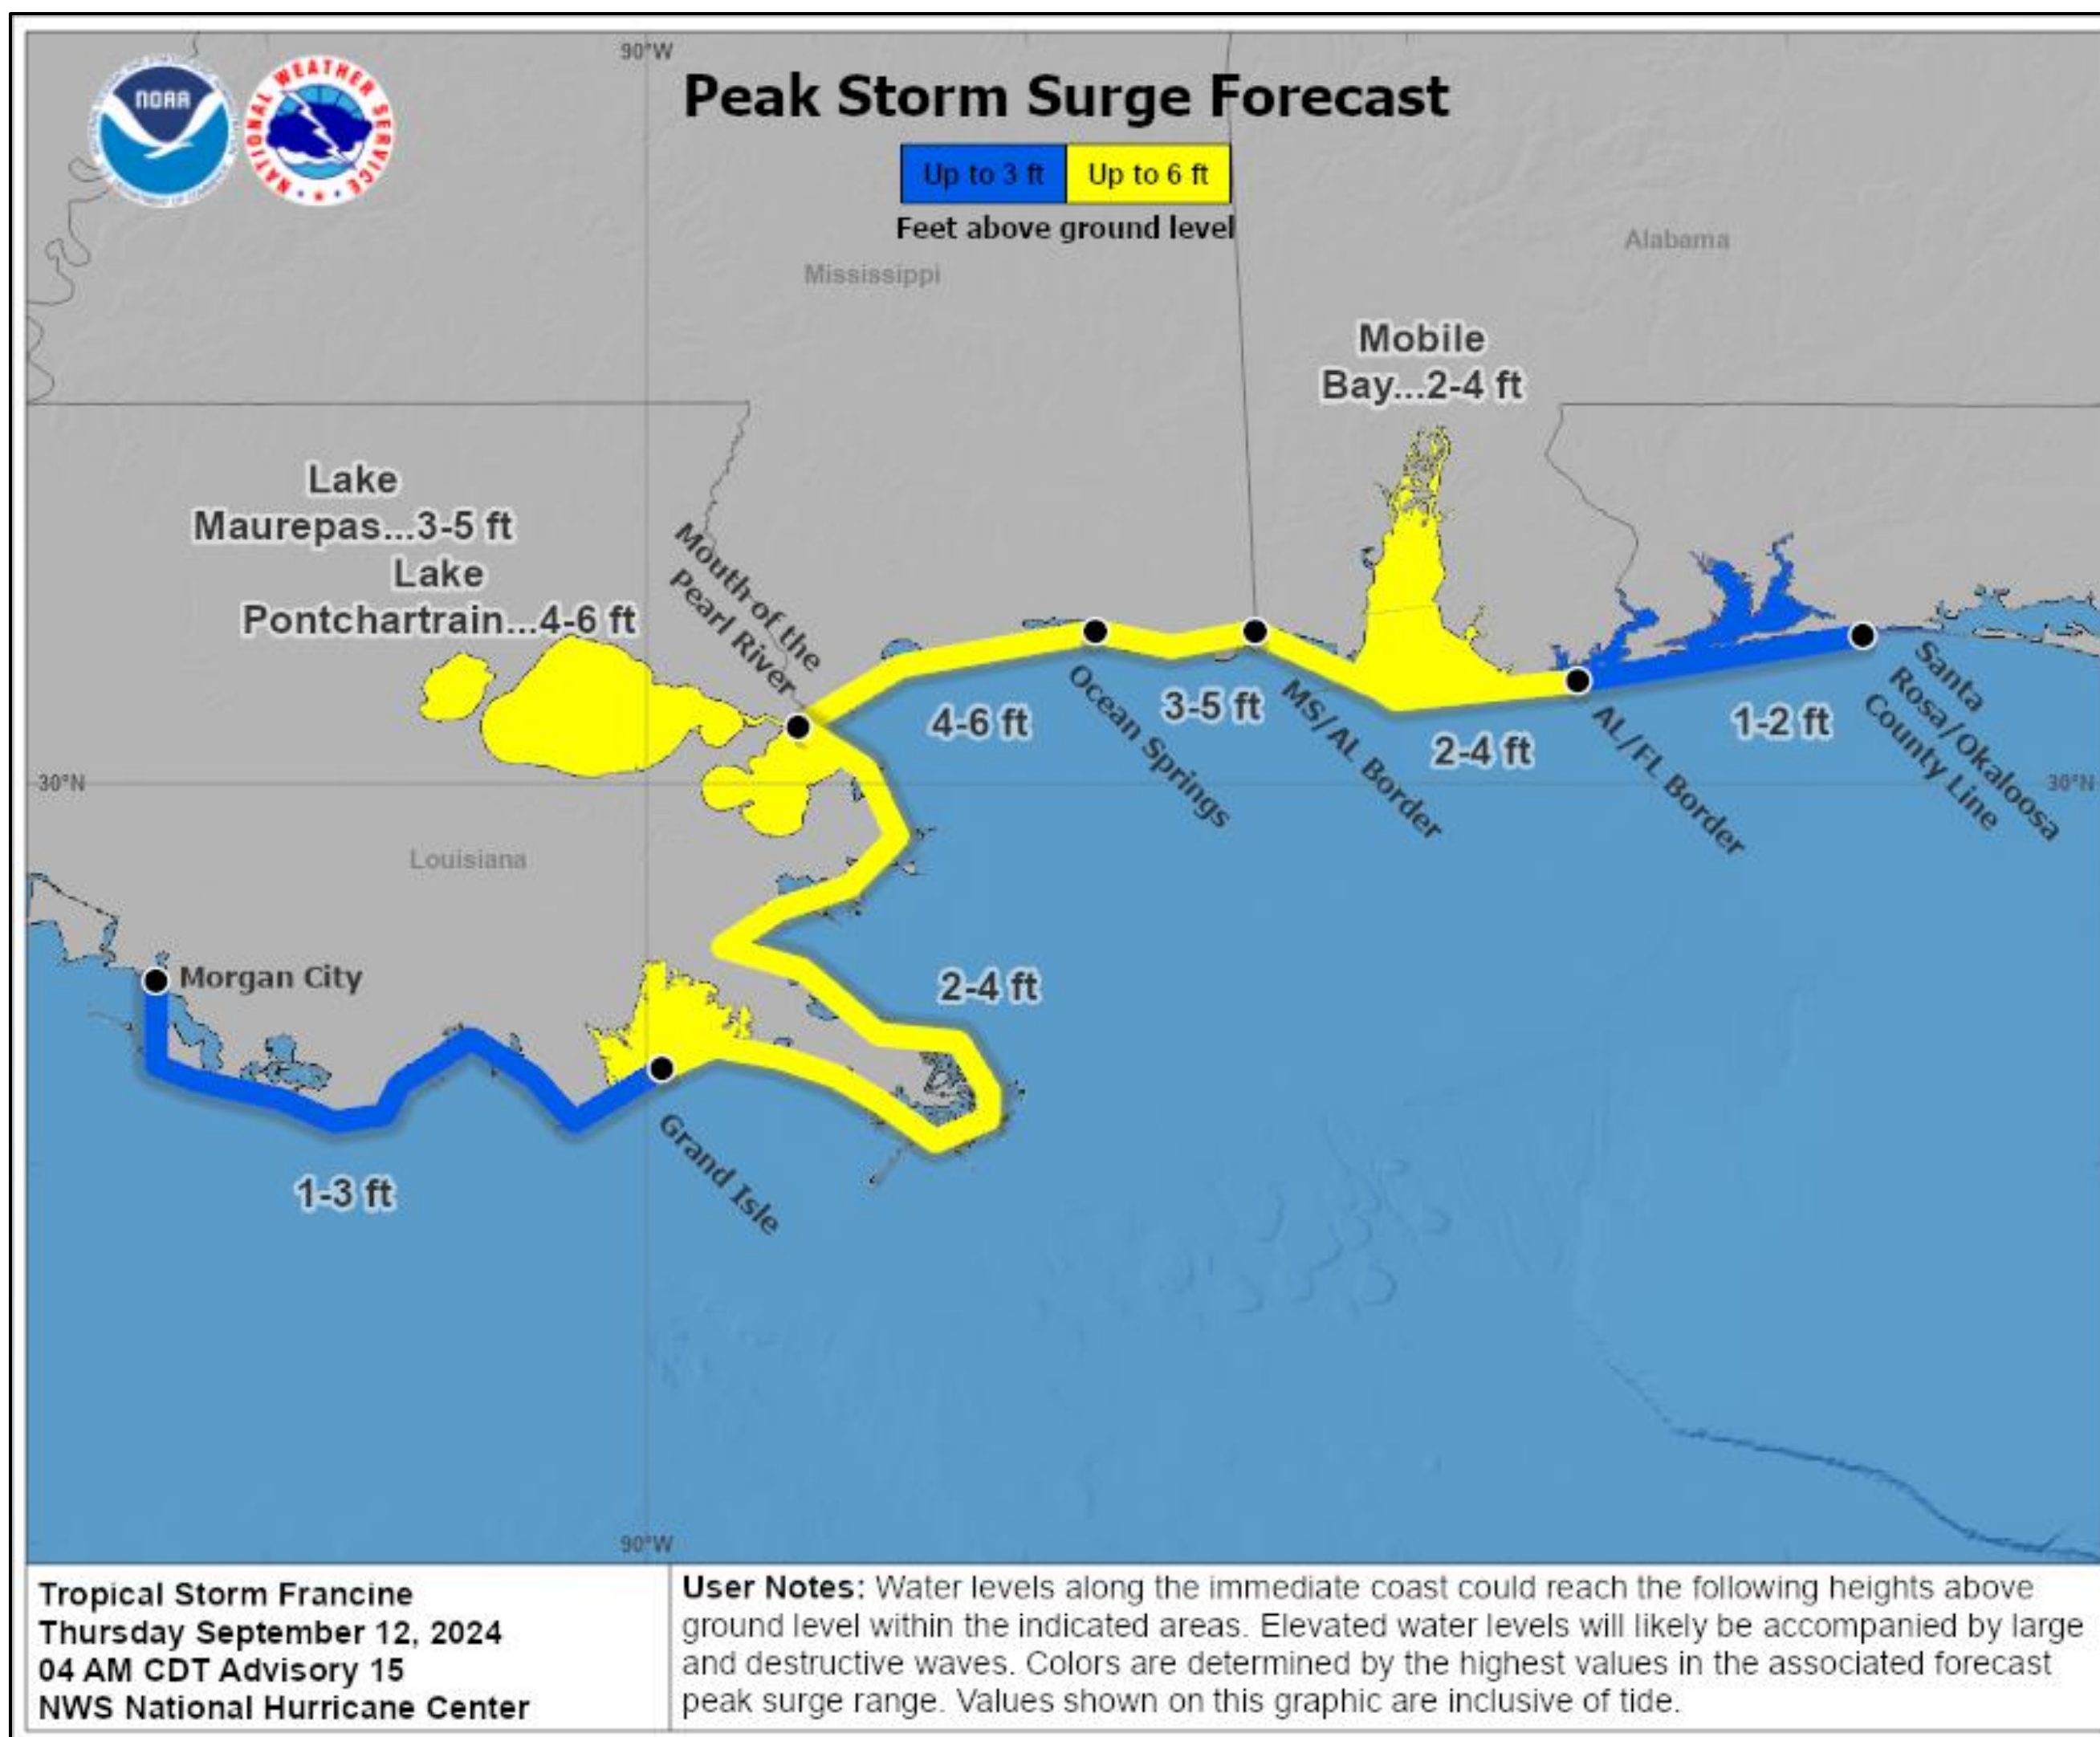 NOAA
NATIONAL WEATHER SERVICE
90°W
Peak Storm Surge Forecast
Up to 3 ft
Up to 6 ft
Feet above ground level
Mississippi
Alabama
Mobile
Bay...2-4 ft
Lake
Maurepas...3-5 ft
Lake
Pontchartrain...4-6 ft
Mouth of the
Pearl River
4-6 ft
Ocean Springs
3-5 ft
MS/AL Border
2-4 ft
AL/FL Border
1-2 ft
Santa
Rosa/Okaloosa
County Line
30°N
30°N
Louisiana
Morgan City
2-4 ft
Grand Isle
1-3 ft
90°W
Tropical Storm Francine
Thursday September 12, 2024
04 AM CDT Advisory 15
NWS National Hurricane Center
User Notes: Water levels along the immediate coast could reach the following heights above
ground level within the indicated areas. Elevated water levels will likely be accompanied by large
and destructive waves. Colors are determined by the highest values in the associated forecast
peak surge range. Values shown on this graphic are inclusive of tide.